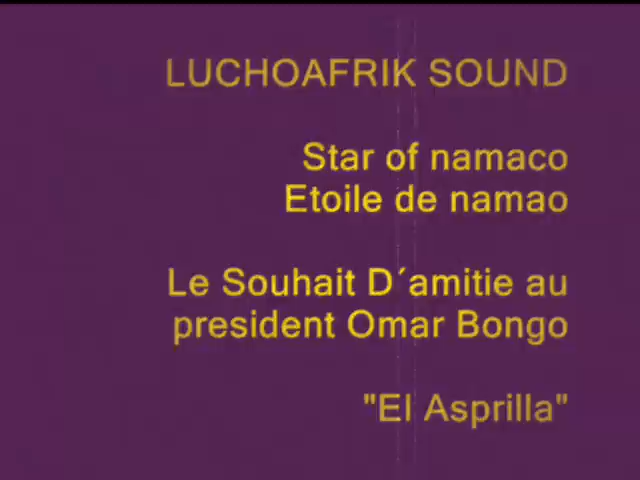 LUCHOAFRIK SOUND
Star of namaco
Etoile de namao
Le Souhait D´amitie au
president Omar Bongo
"El Asprilla"